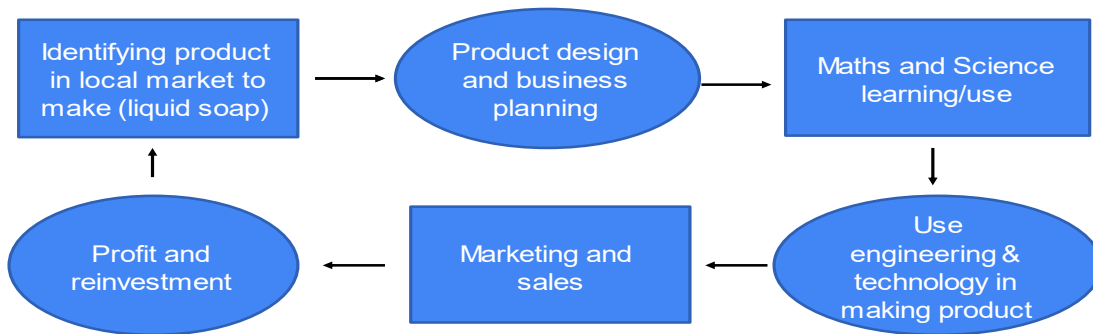 Identifying product
in local market to
make (liquid soap)
Product design
and business
planning
Maths and Science
learning/use
Use
engineering &
technology in
making product
Marketing and
sales
Profit and
reinvestment